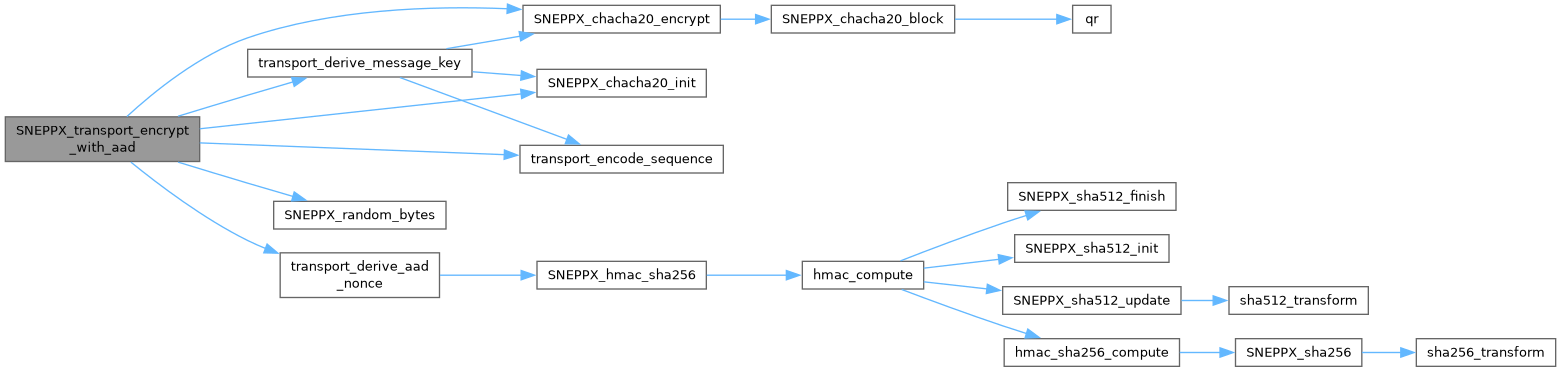 SNEPPX_transport_encrypt
_with_aad
SNEPPX_chacha20_encrypt
SNEPPX_chacha20_block
qr
transport_derive_message_key
SNEPPX_chacha20_init
transport_encode_sequence
SNEPPX_random_bytes
transport_derive_aad
_nonce
SNEPPX_hmac_sha256
hmac_compute
SNEPPX_sha512_finish
SNEPPX_sha512_init
SNEPPX_sha512_update
sha512_transform
hmac_sha256_compute
SNEPPX_sha256
sha256_transform